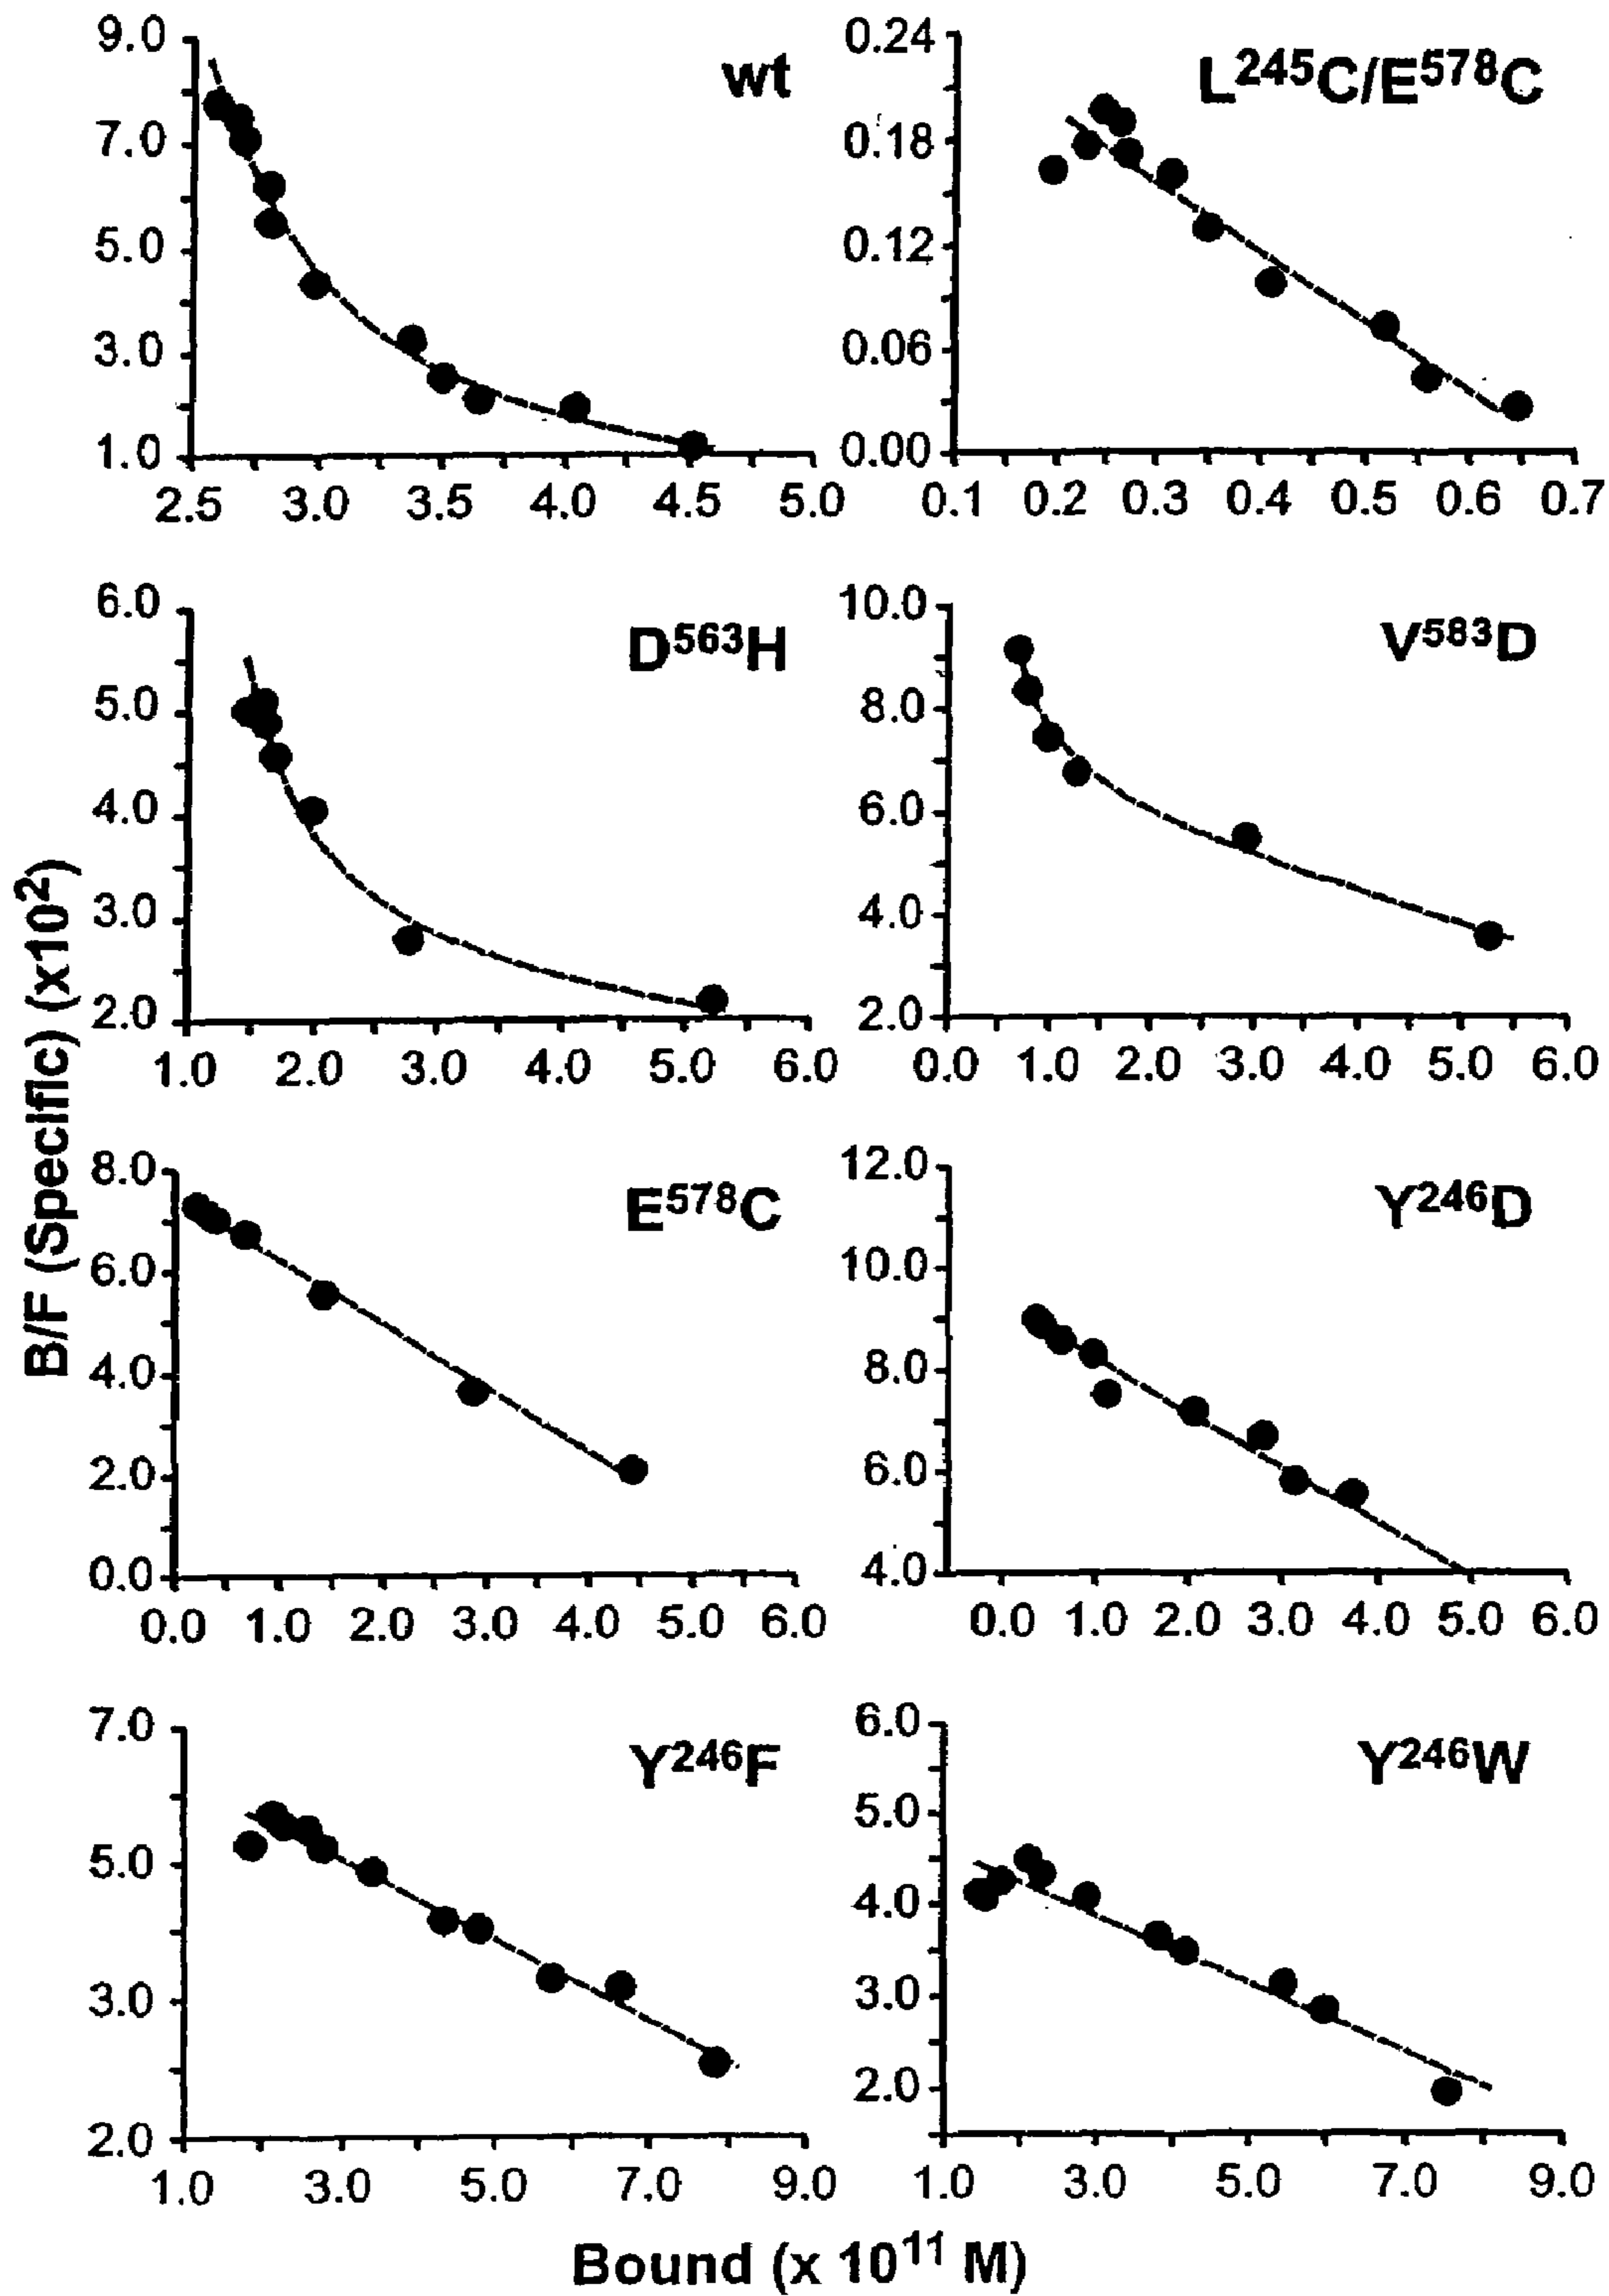 B/F (Specific) (x10²)
wt
9.0
7.0
5.0
3.0
1.0
2.5 3.0 3.5 4.0 4.5 5.0
L²⁴⁵C/E⁵⁷⁸C
0.24
0.18
0.12
0.06
0.00
0.1 0.2 0.3 0.4 0.5 0.6 0.7
D⁵⁶³H
6.0
5.0
4.0
3.0
2.0
1.0 2.0 3.0 4.0 5.0 6.0
V⁵⁸³D
10.0
8.0
6.0
4.0
2.0
0.0 1.0 2.0 3.0 4.0 5.0 6.0
E⁵⁷⁸C
8.0
6.0
4.0
2.0
0.0
0.0 1.0 2.0 3.0 4.0 5.0 6.0
Y²⁴⁶D
12.0
10.0
8.0
6.0
4.0
0.0 1.0 2.0 3.0 4.0 5.0 6.0
Y²⁴⁶F
7.0
5.0
3.0
2.0
1.0 3.0 5.0 7.0 9.0
Y²⁴⁶W
6.0
5.0
4.0
3.0
2.0
1.0 3.0 5.0 7.0 9.0
Bound (x 10¹¹ M)